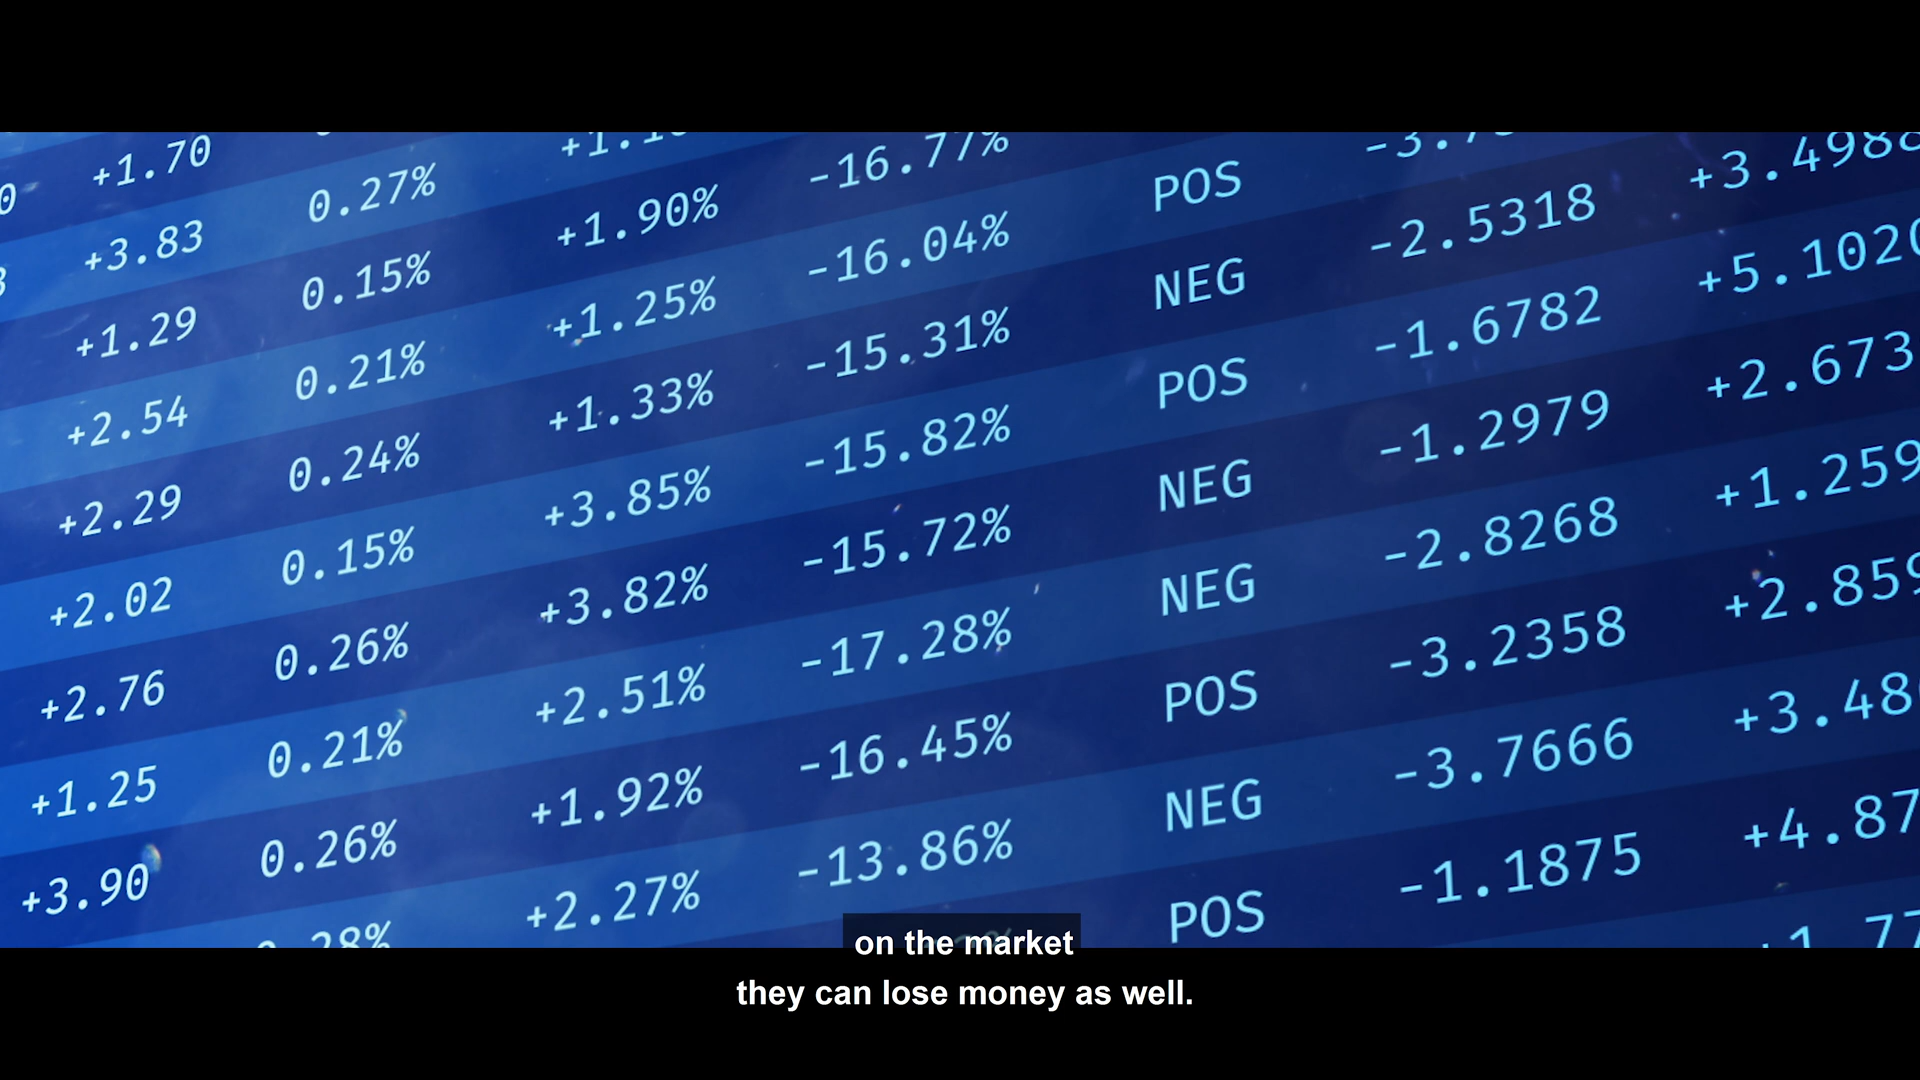 +1.70
+3.83 0.27%
+1.29 0.15% +1.90% -16.77%
+2.54 0.21% +1.25% -16.04% POS
+2.29 0.24% +1.33% -15.31% NEG -2.5318 +3.4988
+2.02 0.15% +3.85% -15.82% POS -1.6782 +5.1020
+2.76 0.26% +3.82% -15.72% NEG -1.2979 +2.673
+1.25 0.21% +2.51% -17.28% NEG -2.8268 +1.259
+3.90 0.26% +1.92% -16.45% POS -3.2358 +2.859
+2.27% -13.86% NEG -3.7666 +3.48
POS -1.1875 +4.87
on the market
they can lose money as well.